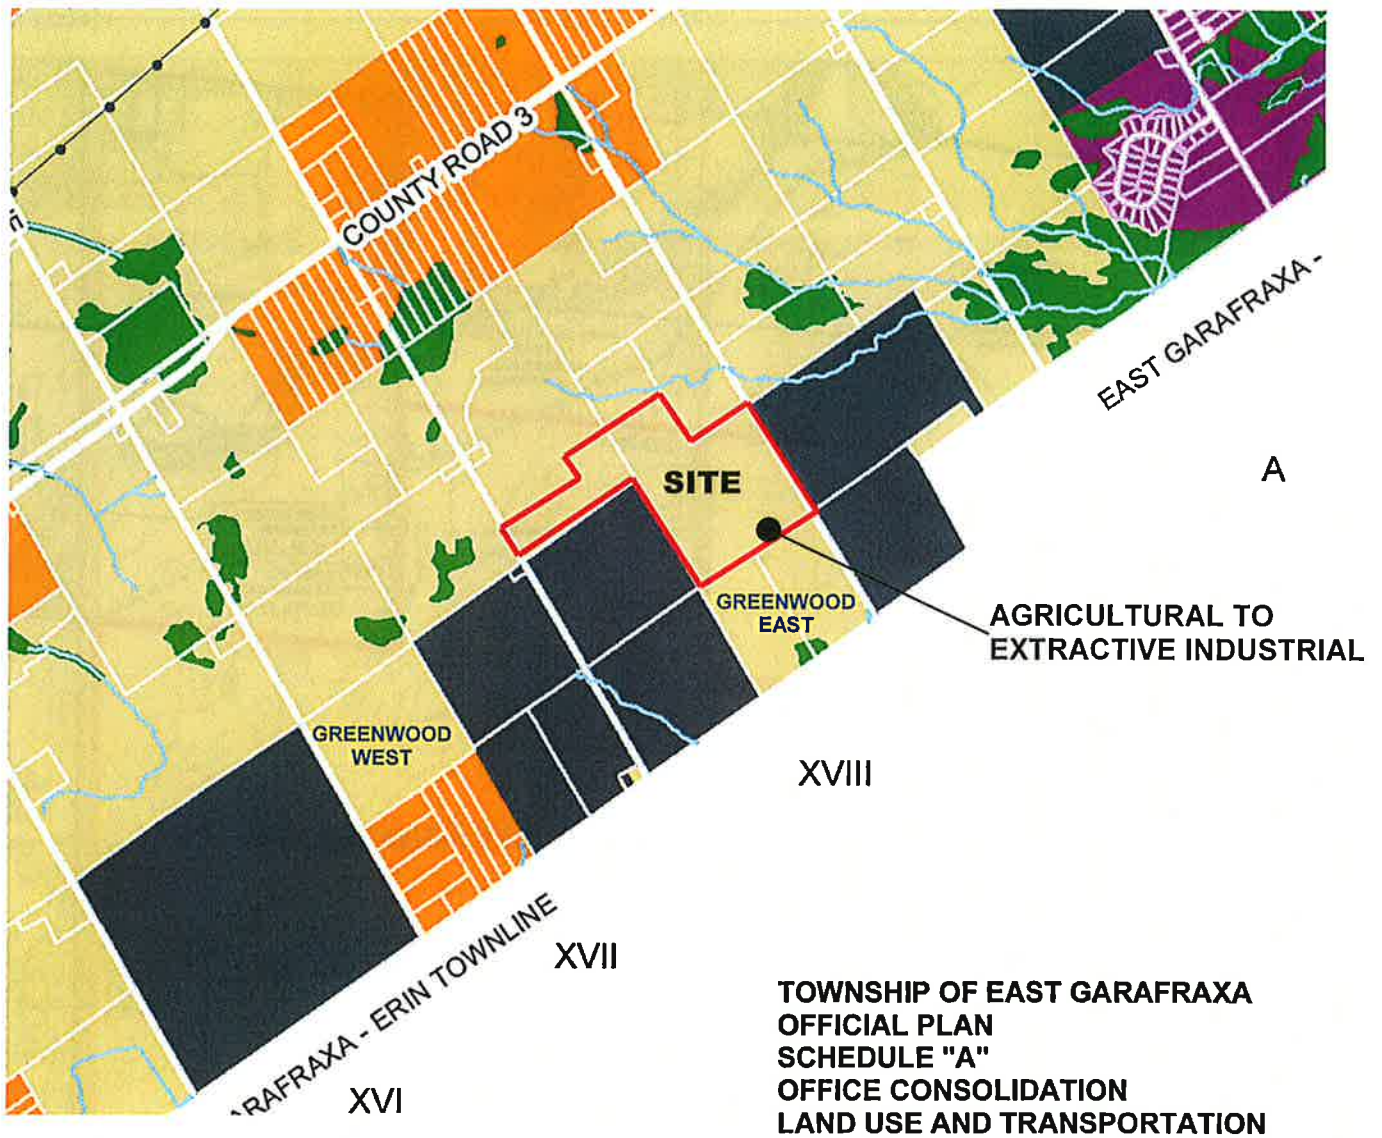 COUNTY ROAD 3
EAST GARAFRAXA -
A
SITE
GREENWOOD
EAST
AGRICULTURAL TO
EXTRACTIVE INDUSTRIAL
GREENWOOD
WEST
XVIII
XVII
ARAFRAXA - ERIN TOWNLINE
XVI
TOWNSHIP OF EAST GARAFRAXA
OFFICIAL PLAN
SCHEDULE "A"
OFFICE CONSOLIDATION
LAND USE AND TRANSPORTATION